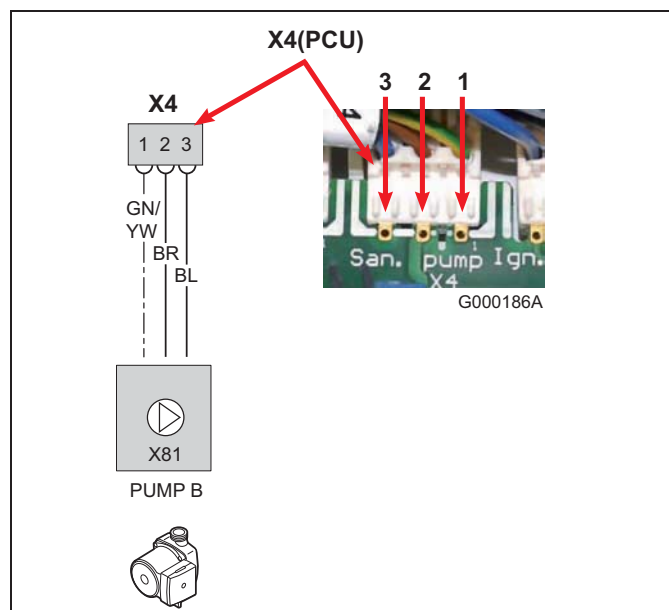 X4(PCU)
X4
3 2 1
1 2 3
GN/
YW
BR
BL
San. pump Ign.
1
X4
G000186A
X81
PUMP B